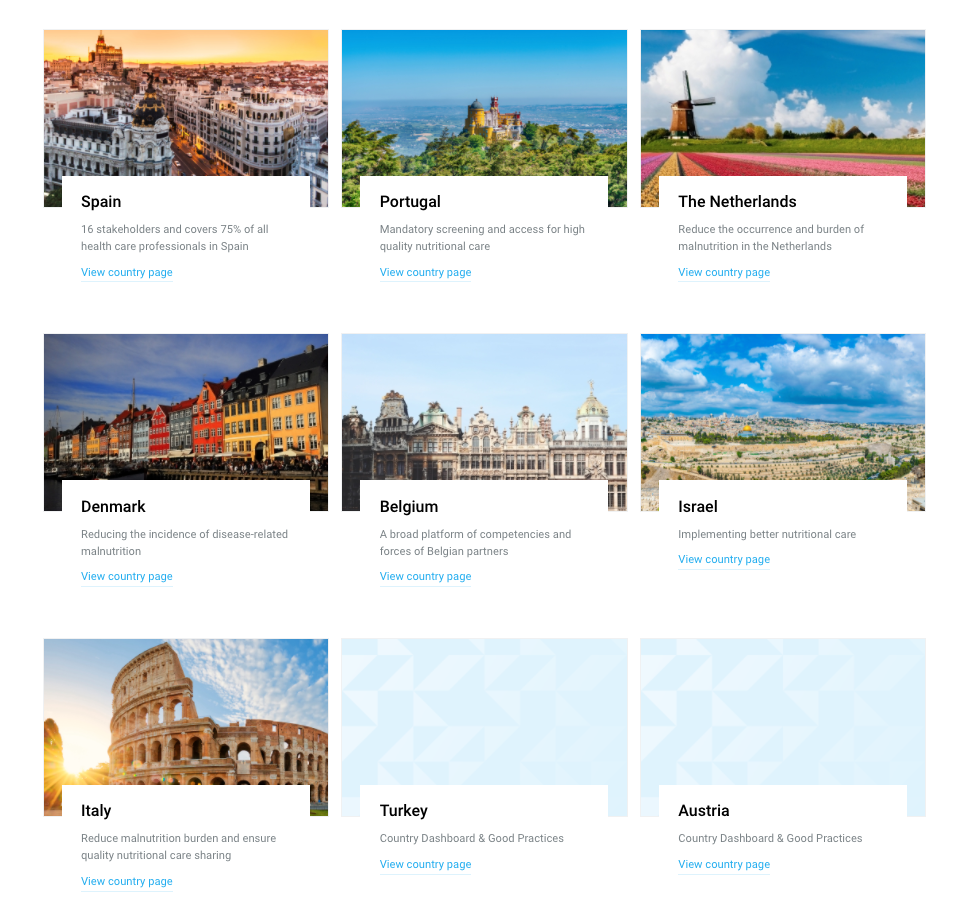 Spain
16 stakeholders and covers 75% of all
health care professionals in Spain
View country page
Portugal
Mandatory screening and access for high
quality nutritional care
View country page
The Netherlands
Reduce the occurrence and burden of
malnutrition in the Netherlands
View country page
Denmark
Reducing the incidence of disease-related
malnutrition
View country page
Belgium
A broad platform of competencies and
forces of Belgian partners
View country page
Israel
Implementing better nutritional care
View country page
Italy
Reduce malnutrition burden and ensure
quality nutritional care sharing
View country page
Turkey
Country Dashboard & Good Practices
View country page
Austria
Country Dashboard & Good Practices
View country page